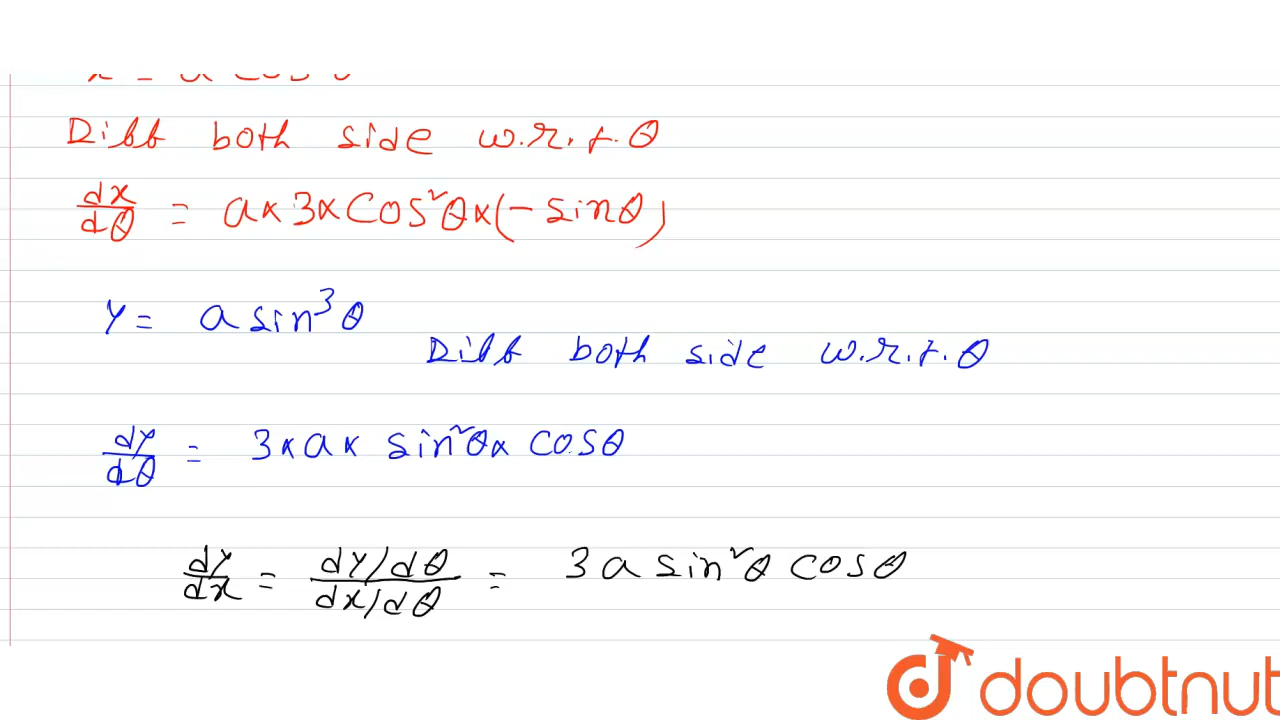 Diff both side w.r.t. θ
dx/dθ = a×3×cos²θ×(-sinθ)
y = a sin³θ
Diff both side w.r.t. θ
dy/dθ = 3×a× sin²θ× cosθ
dy/dx = (dy/dθ)/(dx/dθ) = 3a sin²θ cosθ
doubtnut